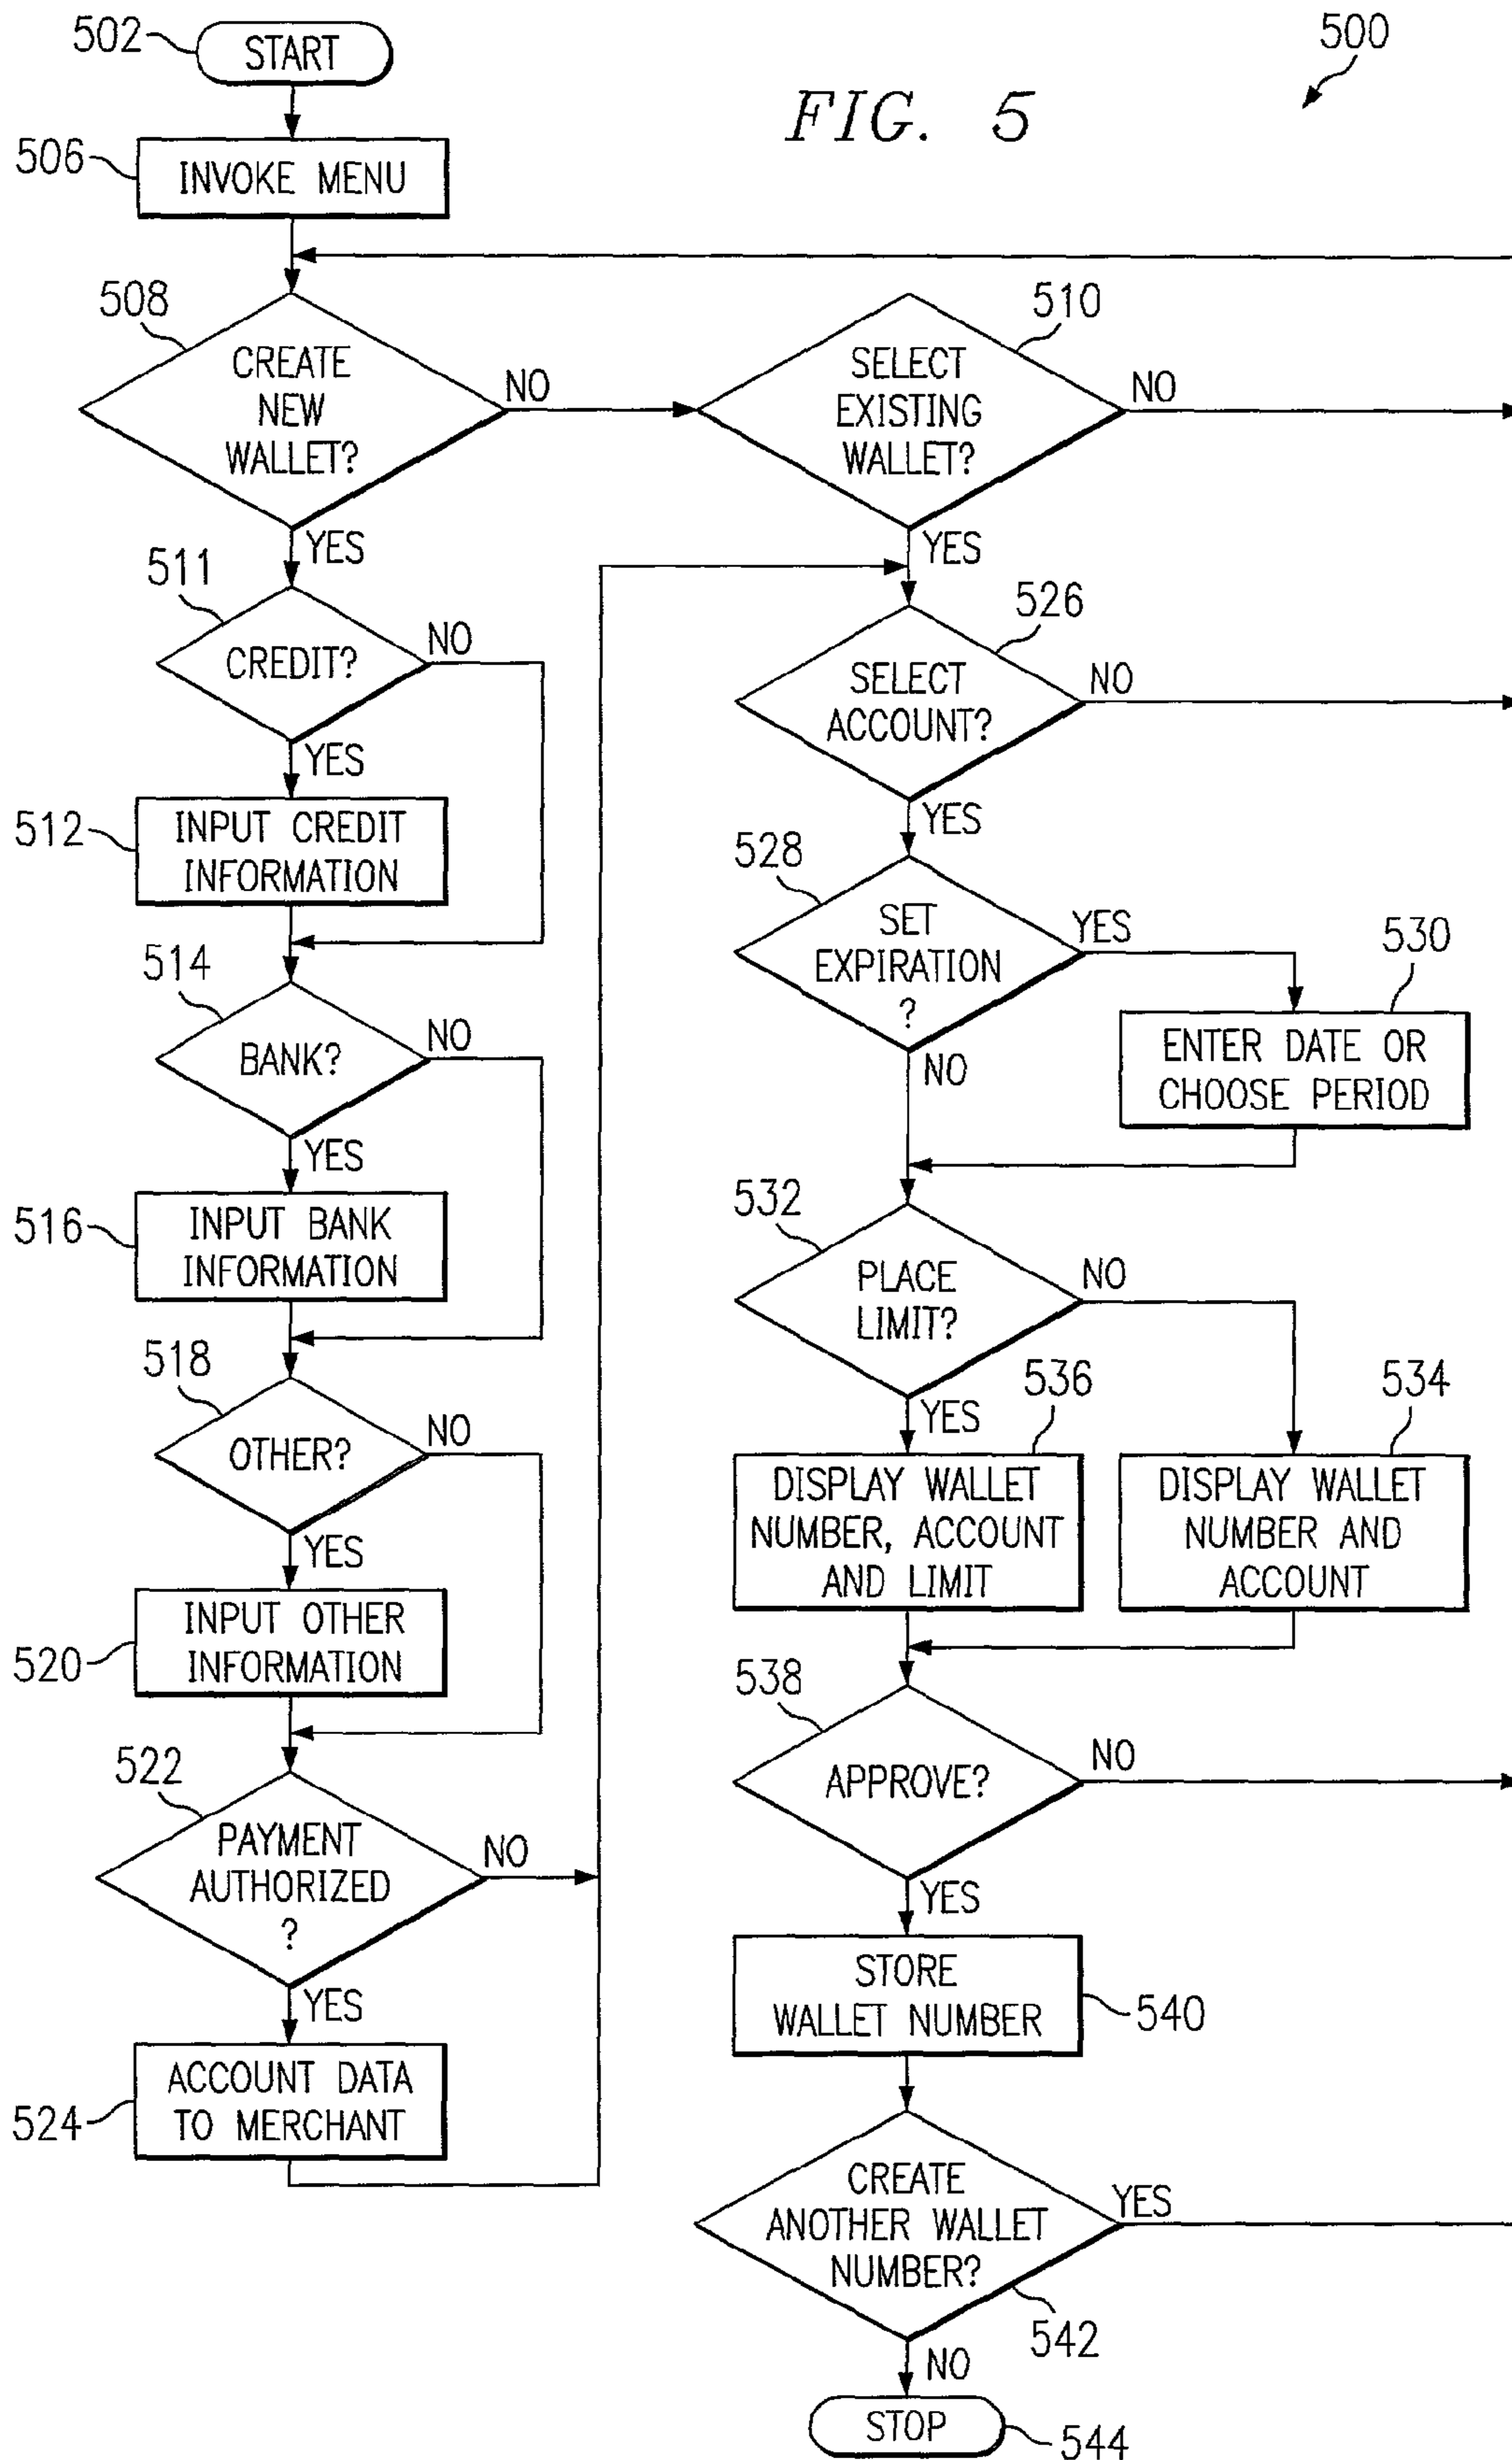 502
START
500
FIG. 5
506
INVOKE MENU
508
CREATE
NEW
WALLET?
NO
YES
510
SELECT
EXISTING
WALLET?
NO
YES
511
CREDIT?
NO
YES
512
INPUT CREDIT
INFORMATION
514
BANK?
NO
YES
516
INPUT BANK
INFORMATION
518
OTHER?
NO
YES
520
INPUT OTHER
INFORMATION
522
PAYMENT
AUTHORIZED
?
NO
YES
524
ACCOUNT DATA
TO MERCHANT
526
SELECT
ACCOUNT?
NO
YES
528
SET
EXPIRATION
?
YES
NO
530
ENTER DATE OR
CHOOSE PERIOD
532
PLACE
LIMIT?
NO
YES
536
DISPLAY WALLET
NUMBER, ACCOUNT
AND LIMIT
534
DISPLAY WALLET
NUMBER AND
ACCOUNT
538
APPROVE?
NO
YES
STORE
WALLET NUMBER
540
CREATE
ANOTHER WALLET
NUMBER?
YES
542
NO
STOP
544